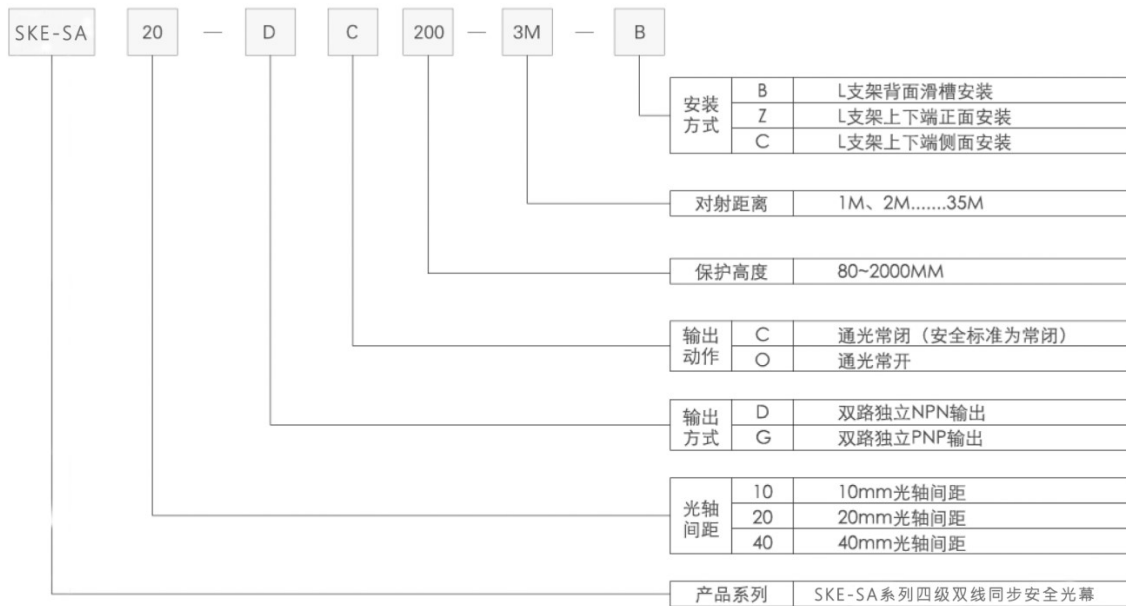 SKE-SA 20 — D C 200 — 3M — B
安装方式
B L支架背面滑槽安装
Z L支架上下端正面安装
C L支架上下端侧面安装
对射距离 1M、2M.......35M
保护高度 80~2000MM
输出动作
C 通光常闭（安全标准为常闭）
O 通光常开
输出方式
D 双路独立NPN输出
G 双路独立PNP输出
光轴间距
10 10mm光轴间距
20 20mm光轴间距
40 40mm光轴间距
产品系列 SKE-SA系列四级双线同步安全光幕